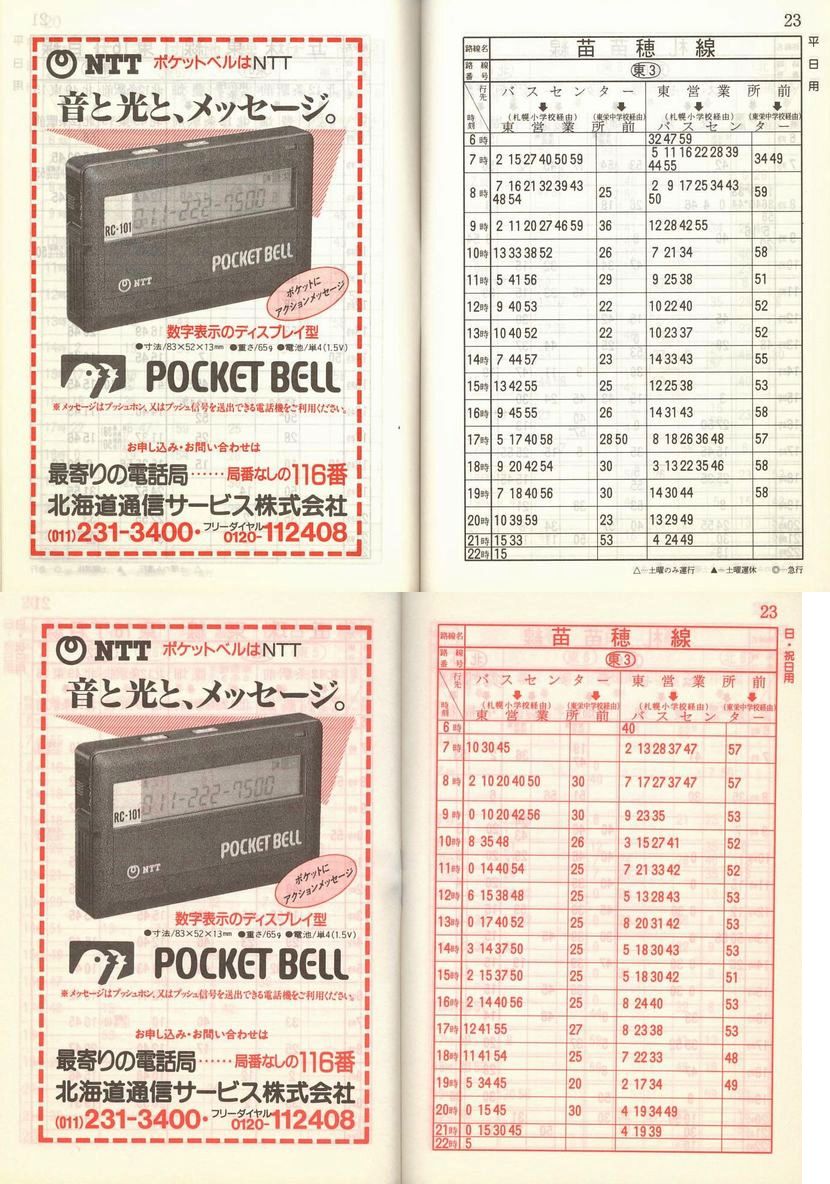 NTT ポケットベルはNTT
音と光と、メッセージ。
011-222-7500
RC-101
POCKET BELL
NTT
ポケットに
アクションメッセージ
数字表示のディスプレイ型
●寸法/83×52×13mm ●重さ/65g ●電池/単4(1.5V)
POCKET BELL
※メッセージはプッシュホン、又はプッシュ信号を送出できる電話機をご利用ください。
お申し込み・お問い合わせは
最寄りの電話局……局番なしの116番
北海道通信サービス株式会社
(011)231-3400・フリーダイヤル0120-112408
23
平日用
路線名 苗穂線
路線番号 東3
行先 バスセンター 東営業所前
(札幌小学校経由) (東栄中学校経由) (札幌小学校経由) (東栄中学校経由)
時刻 東営業所前 バスセンター
6時 32 47 59
7時 2 15 27 40 50 59 5 11 16 22 28 39 34 49
44 55
8時 7 16 21 32 39 43 25 2 9 17 25 34 43 59
48 54 50
9時 2 11 20 27 46 59 36 12 28 42 55
10時 13 33 38 52 26 7 21 34 58
11時 5 41 56 29 9 25 38 51
12時 9 40 53 22 10 22 40 52
13時 10 40 52 22 10 23 37 52
14時 7 44 57 23 14 33 43 55
15時 13 42 55 25 12 25 38 53
16時 9 45 55 26 14 31 43 58
17時 5 17 40 58 28 50 8 18 26 36 48 57
18時 9 20 42 54 30 3 13 22 35 46 58
19時 7 18 40 56 30 14 30 44 58
20時 10 39 59 23 13 29 49
21時 15 33 53 4 24 49
22時 15
△―土曜のみ運行 ▲―土曜運休 ◎―急行
NTT ポケットベルはNTT
音と光と、メッセージ。
011-222-7500
RC-101
POCKET BELL
NTT
ポケットに
アクションメッセージ
数字表示のディスプレイ型
●寸法/83×52×13mm ●重さ/65g ●電池/単4(1.5V)
POCKET BELL
※メッセージはプッシュホン、又はプッシュ信号を送出できる電話機をご利用ください。
お申し込み・お問い合わせは
最寄りの電話局……局番なしの116番
北海道通信サービス株式会社
(011)231-3400・フリーダイヤル0120-112408
23
日・祝日用
路線名 苗穂線
路線番号 東3
行先 バスセンター 東営業所前
(札幌小学校経由) (東栄中学校経由) (札幌小学校経由) (東栄中学校経由)
時刻 東営業所前 バスセンター
6時 40
7時 10 30 45 2 13 28 37 47 57
8時 2 10 20 40 50 30 7 17 27 37 47 57
9時 0 10 20 42 56 30 9 23 35 53
10時 8 35 48 26 3 15 27 41 52
11時 0 14 40 54 25 7 21 33 42 52
12時 6 15 38 48 25 5 13 28 43 53
13時 0 17 40 52 25 8 20 31 42 53
14時 3 14 37 50 25 5 18 30 43 53
15時 2 15 37 50 25 5 18 30 42 51
16時 2 14 40 56 25 8 24 40 53
17時 12 41 55 27 8 23 38 53
18時 11 41 54 25 7 22 33 48
19時 5 34 45 20 2 17 34 49
20時 0 15 45 30 4 19 34 49
21時 0 15 30 45 4 19 39
22時 5